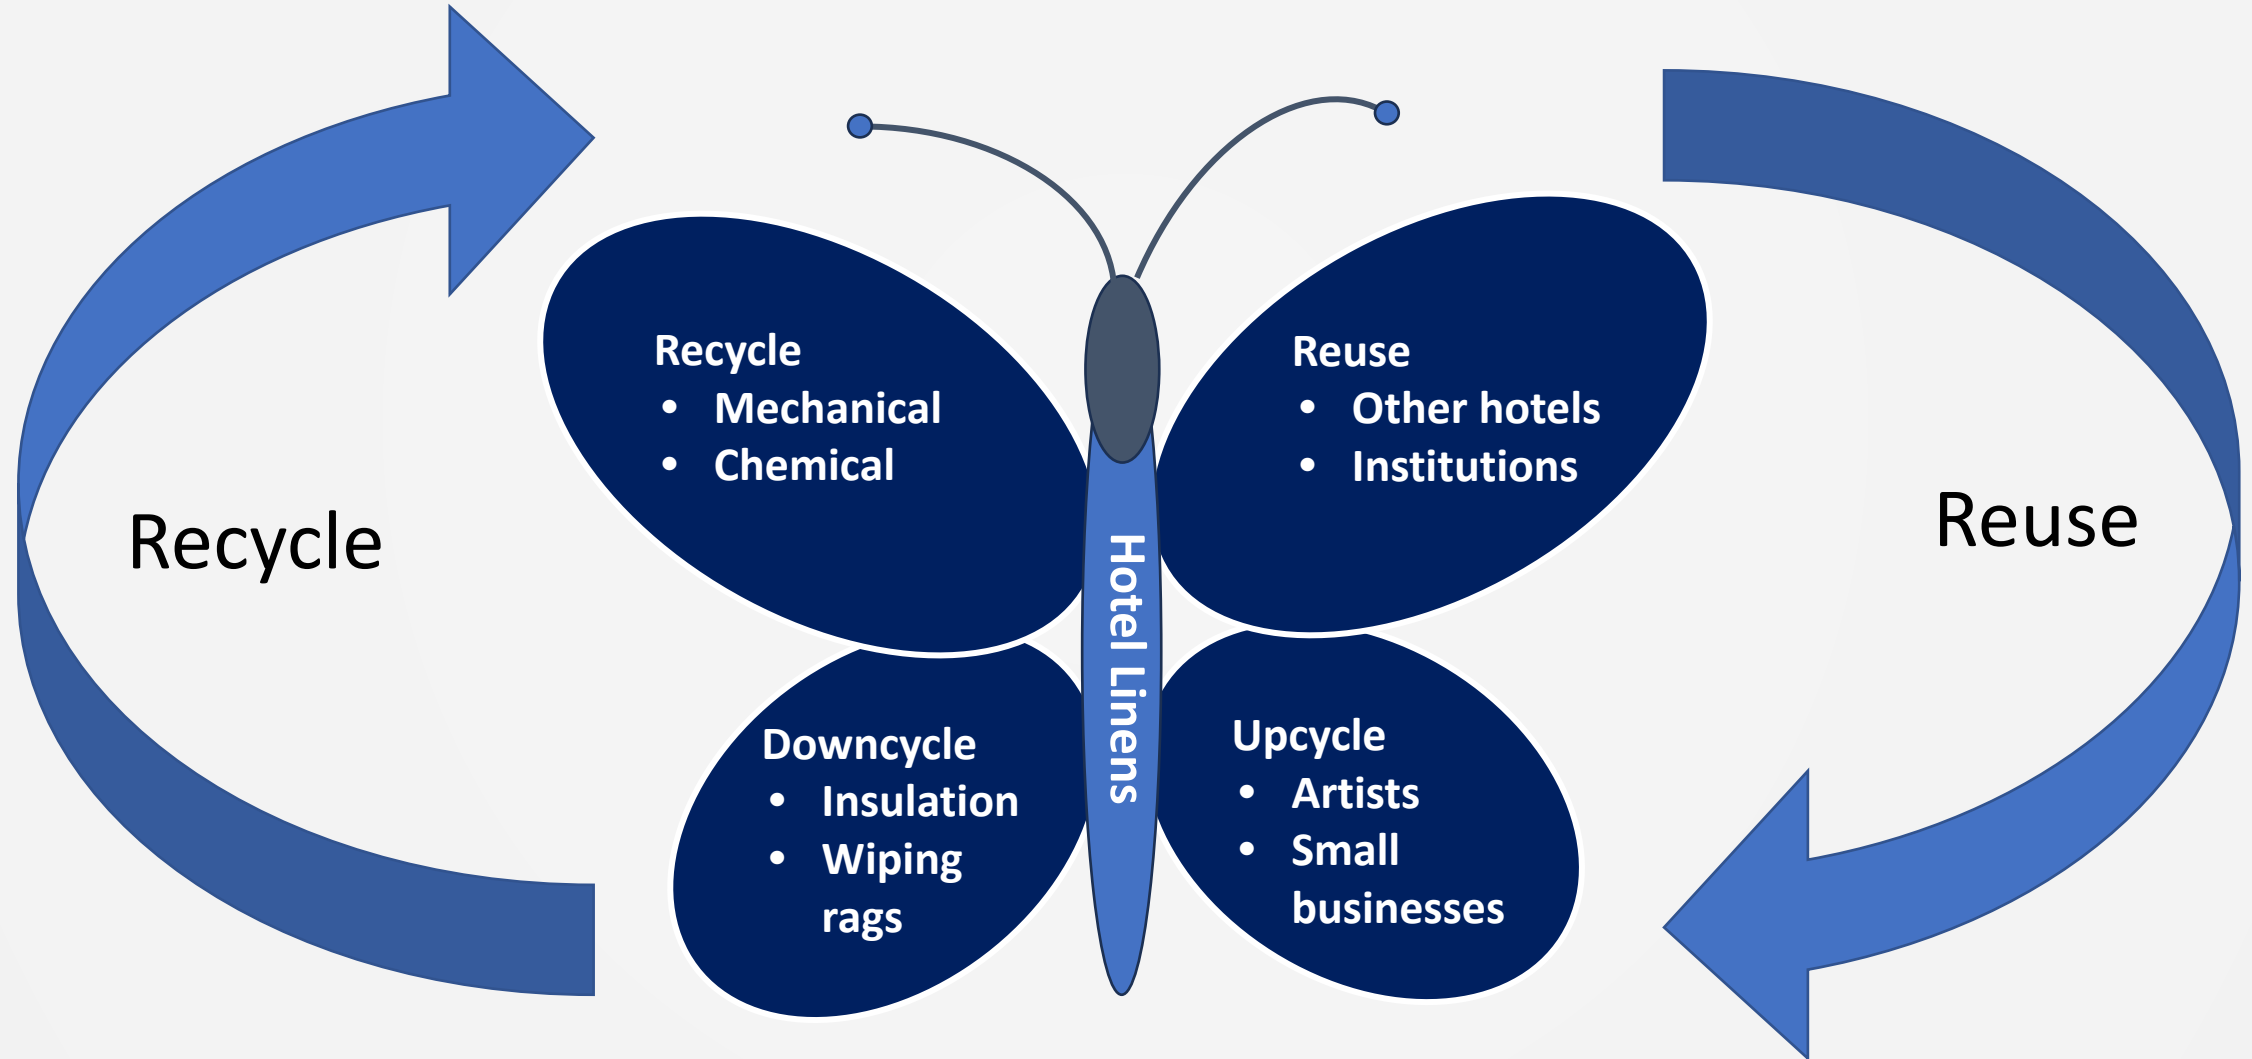 Recycle
Recycle
• Mechanical
• Chemical
Reuse
• Other hotels
• Institutions
Reuse
Hotel Linens
Downcycle
• Insulation
• Wiping
rags
Upcycle
• Artists
• Small
businesses